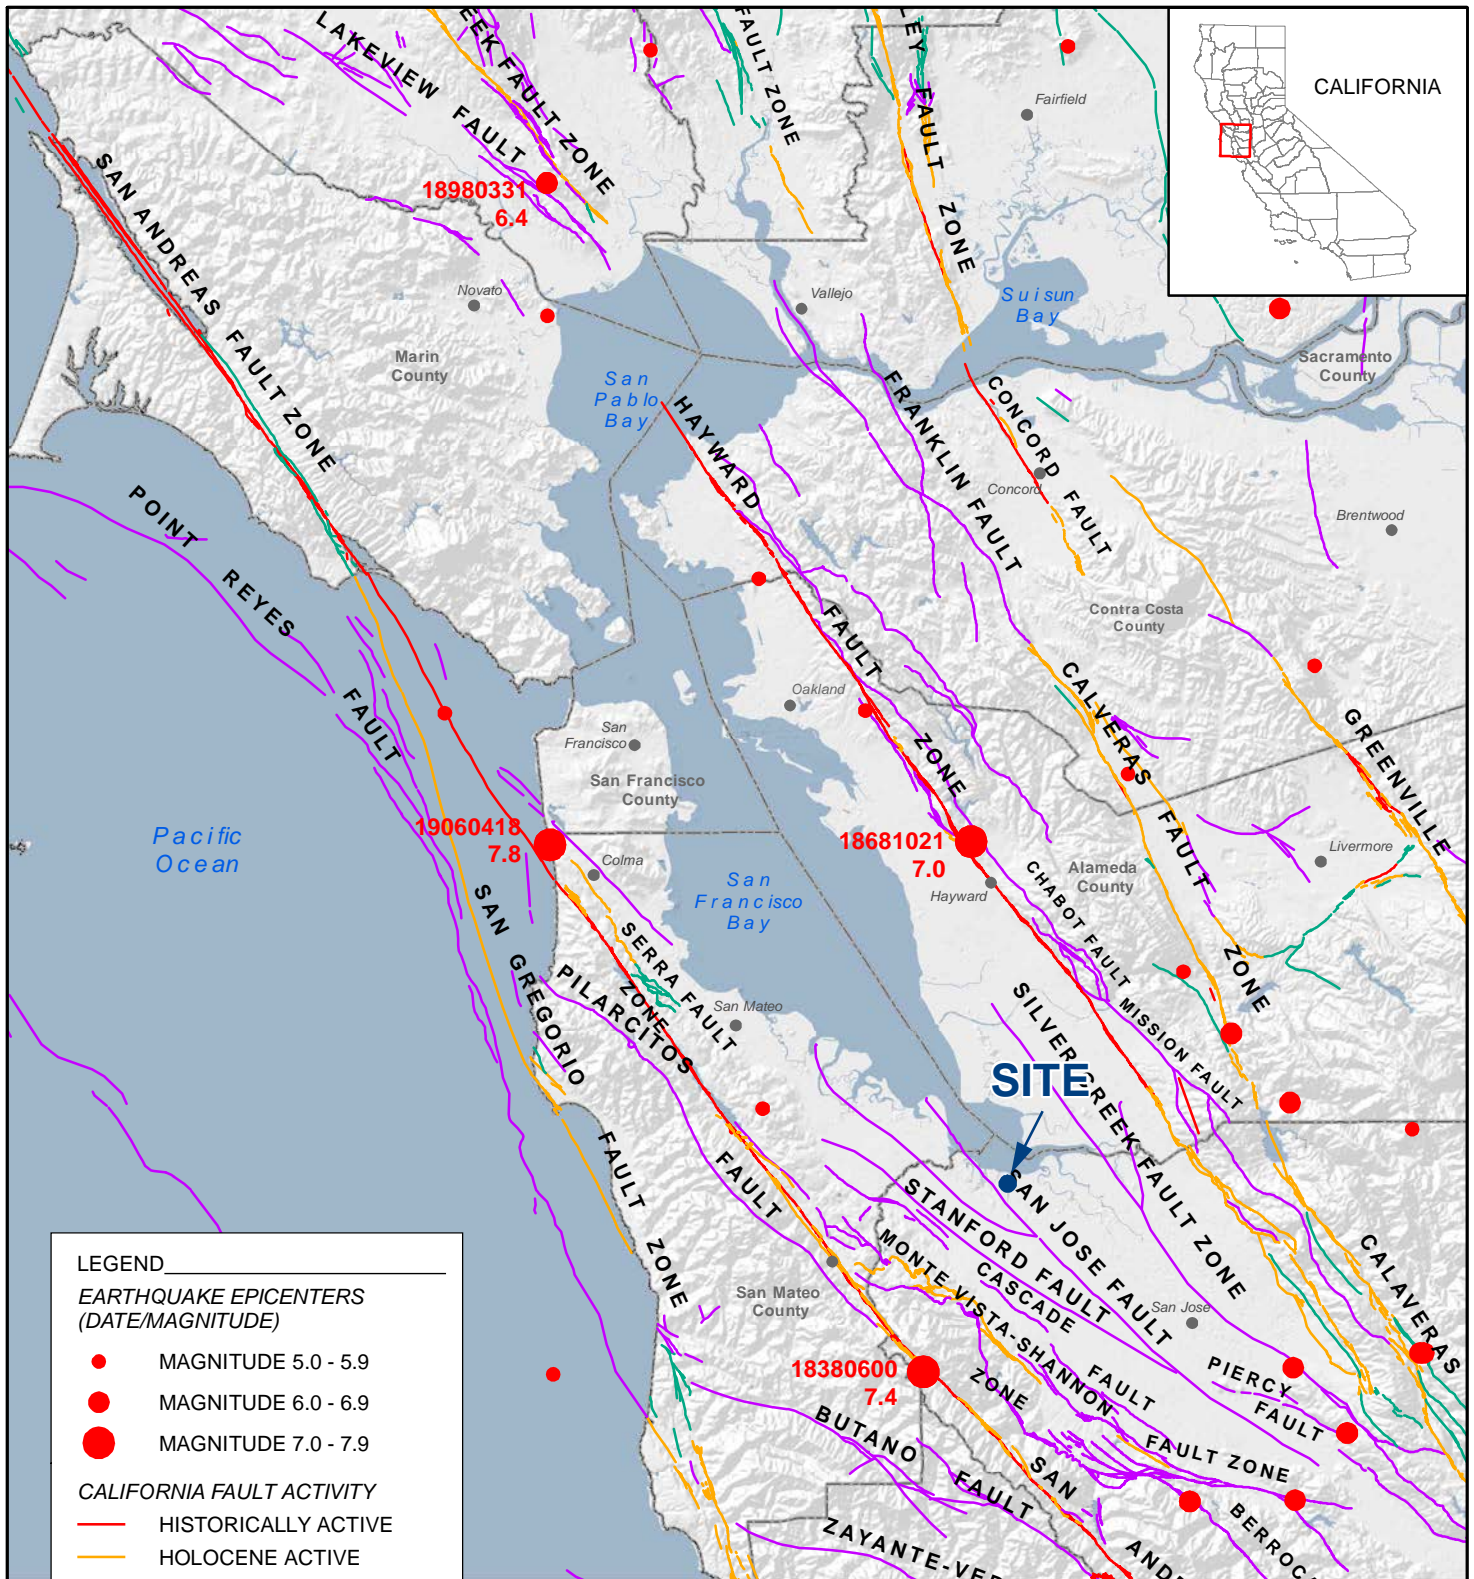 LAKEVIEW FAULT
EEK FAULT ZONE
FAULT ZONE
LEY FAULT ZONE
CALIFORNIA
Fairfield
SAN ANDREAS FAULT ZONE
18980331
6.4
Novato
Vallejo
Suisun
Bay
Marin
County
Sacramento
County
San
Pablo
Bay
HAYWARD FAULT ZONE
FRANKLIN FAULT
CONCORD FAULT
Concord
Brentwood
POINT REYES FAULT
Contra Costa
County
CALVERAS FAULT ZONE
GREENVILLE
Oakland
San
Francisco
San Francisco
County
Pacific
Ocean
19060418
7.8
Colma
18681021
7.0
Hayward
Alameda
County
Livermore
San
Francisco
Bay
CHABOT FAULT
SAN GREGORIO FAULT ZONE
SERRA FAULT
ZONE
PILARCITOS FAULT
San Mateo
MISSION FAULT
SILVER CREEK FAULT ZONE
SITE
SAN JOSE FAULT
STANFORD FAULT
CASCADE FAULT
MONTE VISTA-SHANNON FAULT ZONE
CALAVERAS
San Jose
San Mateo
County
PIERCY FAULT
18380600
7.4
ZONE
BUTANO FAULT
SAN ANDR
BERROC
ZAYANTE-VER
LEGEND
EARTHQUAKE EPICENTERS
(DATE/MAGNITUDE)
MAGNITUDE 5.0 - 5.9
MAGNITUDE 6.0 - 6.9
MAGNITUDE 7.0 - 7.9
CALIFORNIA FAULT ACTIVITY
HISTORICALLY ACTIVE
HOLOCENE ACTIVE